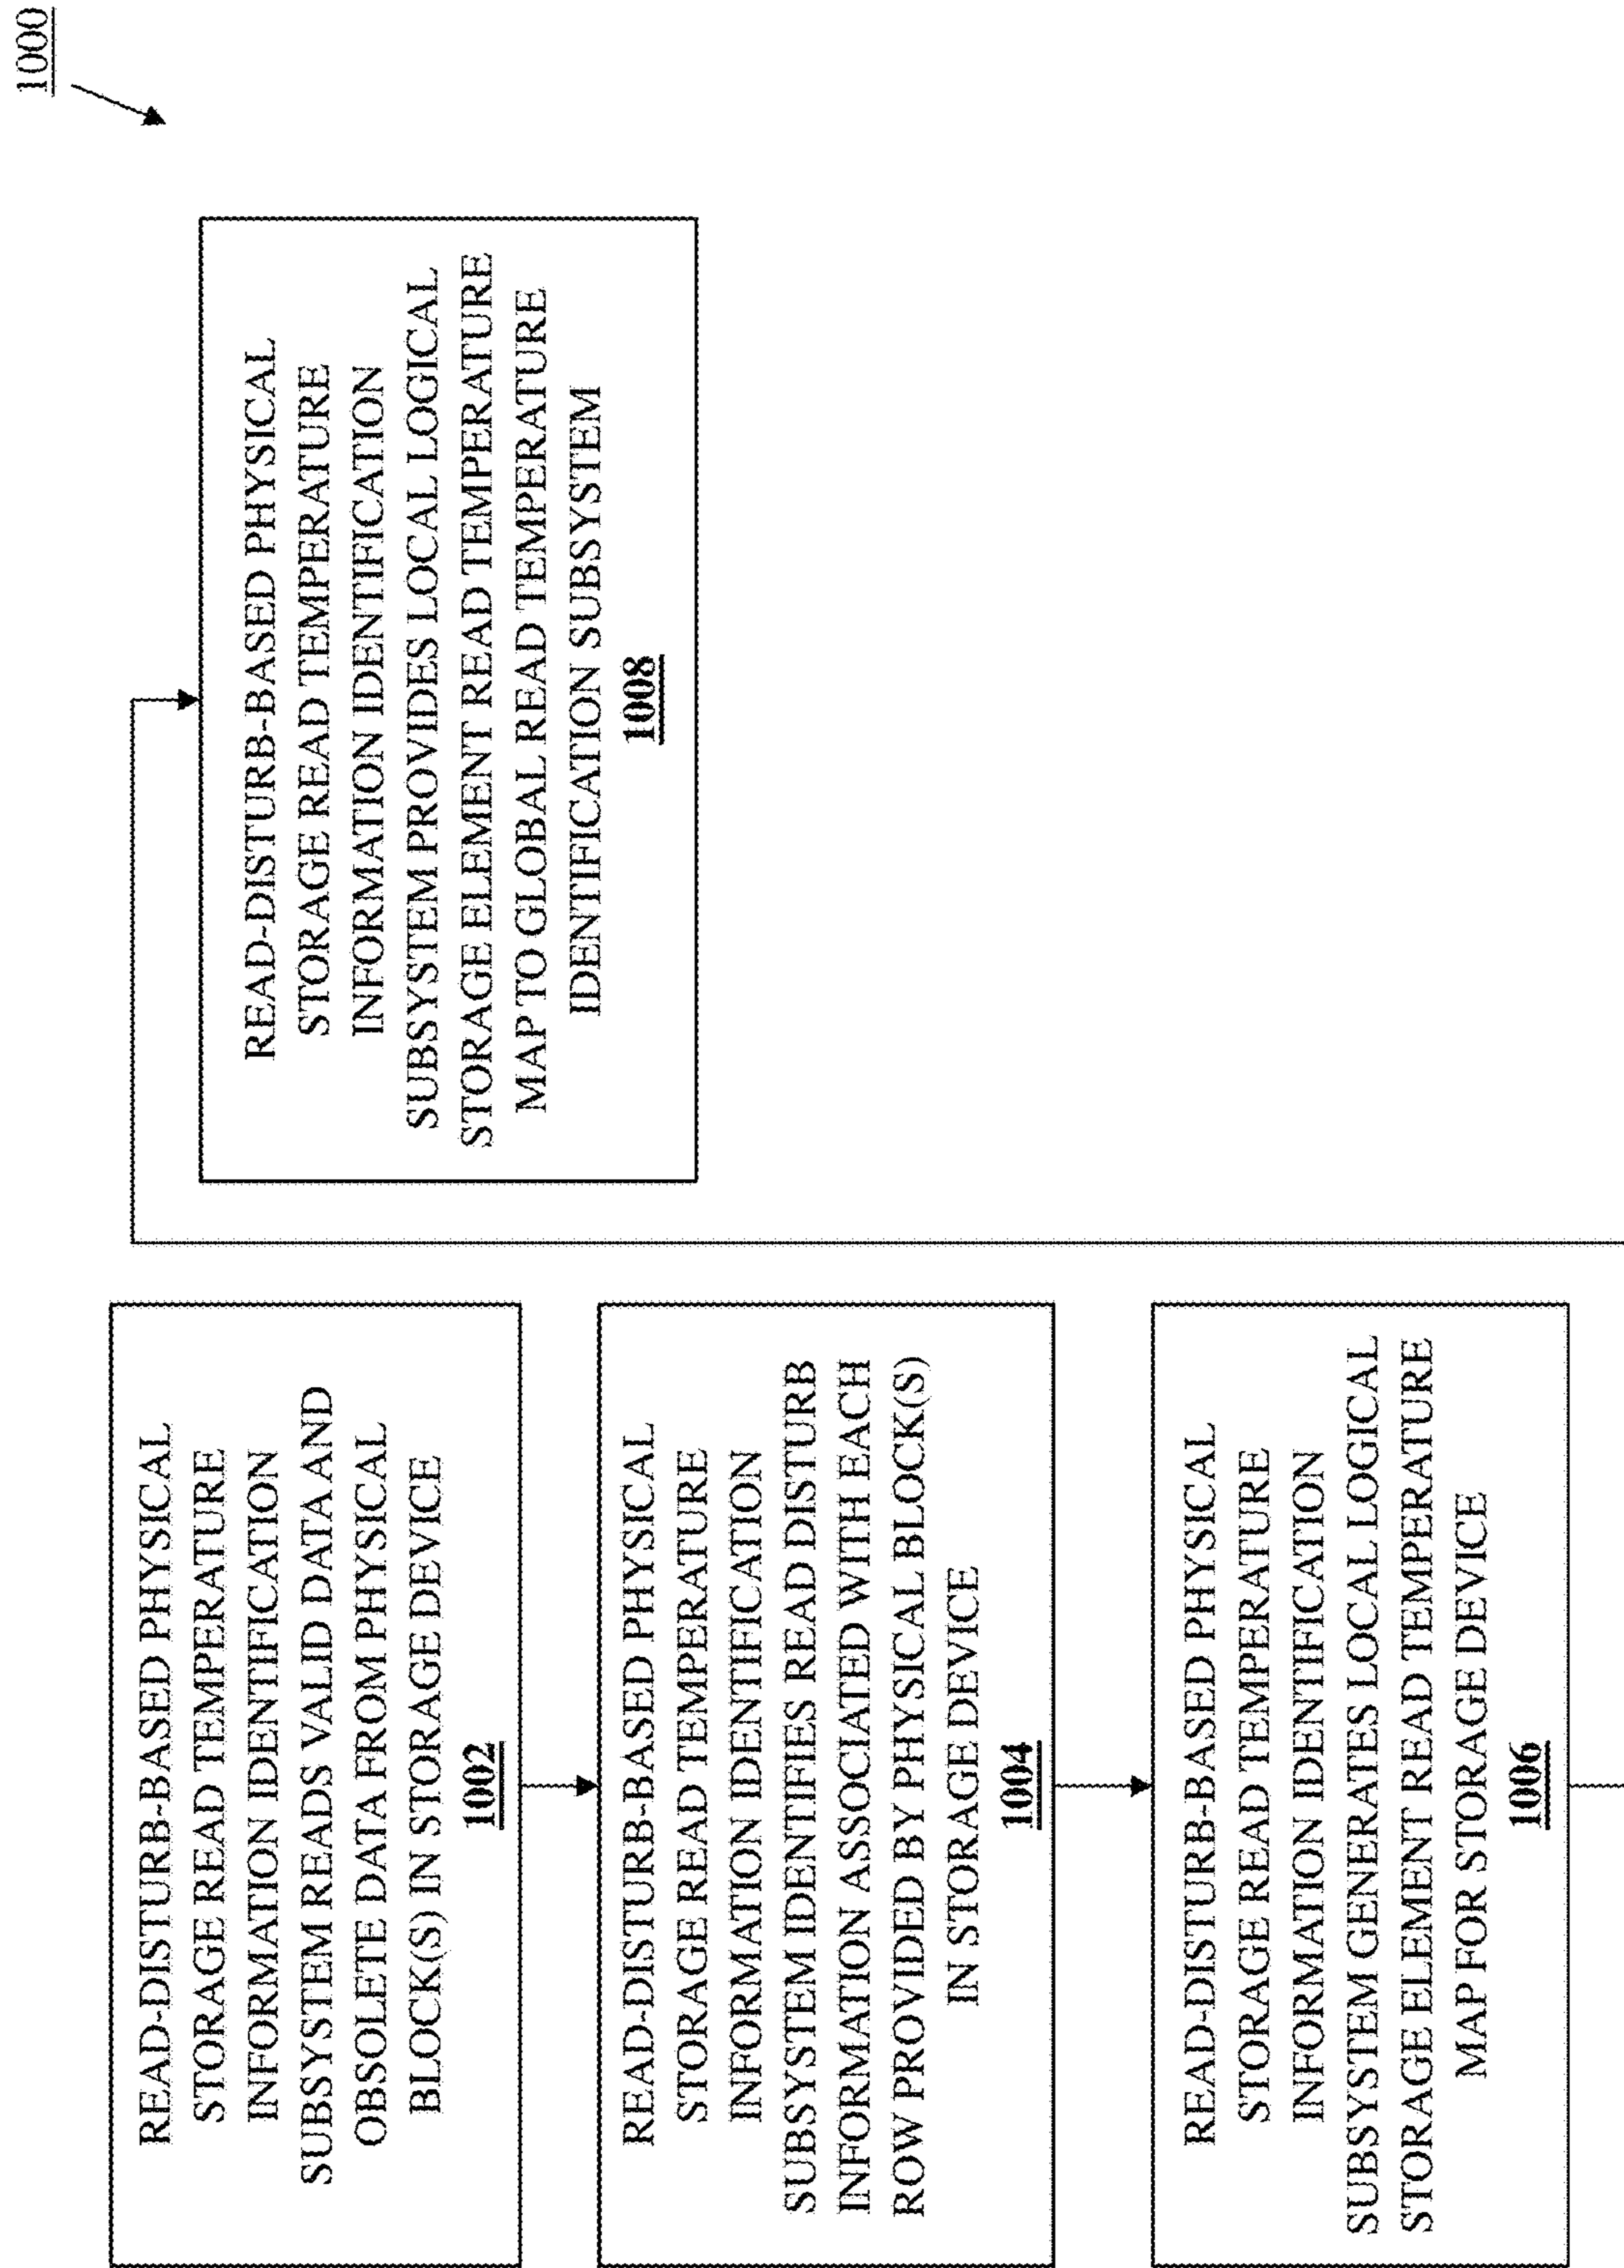 1000
READ-DISTURB-BASED PHYSICAL
STORAGE READ TEMPERATURE
INFORMATION IDENTIFICATION
SUBSYSTEM READS VALID DATA AND
OBSOLETE DATA FROM PHYSICAL
BLOCK(S) IN STORAGE DEVICE
1002
READ-DISTURB-BASED PHYSICAL
STORAGE READ TEMPERATURE
INFORMATION IDENTIFICATION
SUBSYSTEM IDENTIFIES READ DISTURB
INFORMATION ASSOCIATED WITH EACH
ROW PROVIDED BY PHYSICAL BLOCK(S)
IN STORAGE DEVICE
1004
READ-DISTURB-BASED PHYSICAL
STORAGE READ TEMPERATURE
INFORMATION IDENTIFICATION
SUBSYSTEM GENERATES LOCAL LOGICAL
STORAGE ELEMENT READ TEMPERATURE
MAP FOR STORAGE DEVICE
1006
READ-DISTURB-BASED PHYSICAL
STORAGE READ TEMPERATURE
INFORMATION IDENTIFICATION
SUBSYSTEM PROVIDES LOCAL LOGICAL
STORAGE ELEMENT READ TEMPERATURE
MAP TO GLOBAL READ TEMPERATURE
IDENTIFICATION SUBSYSTEM
1008